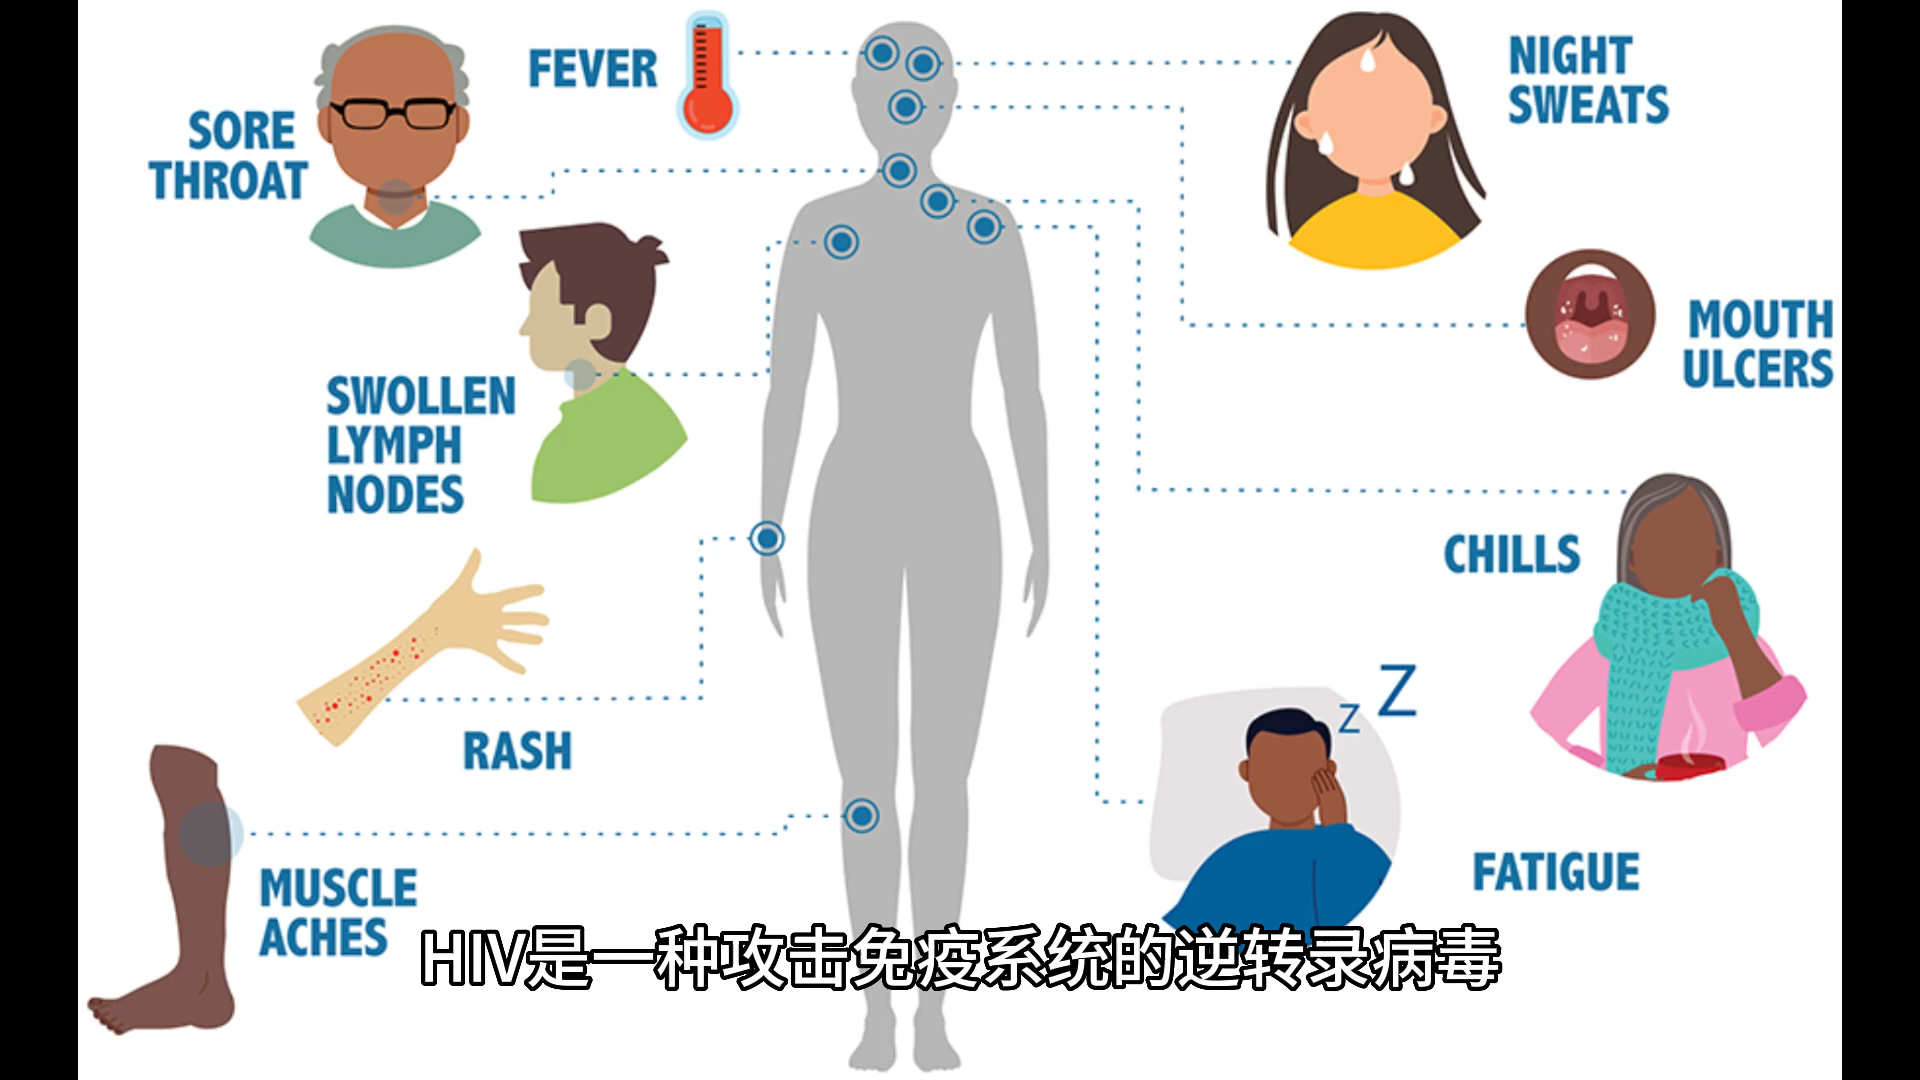 FEVER
NIGHT
SWEATS
SORE
THROAT
MOUTH
ULCERS
SWOLLEN
LYMPH
NODES
CHILLS
RASH
Z
Z
FATIGUE
MUSCLE
ACHES
HIV是一种攻击免疫系统的逆转录病毒